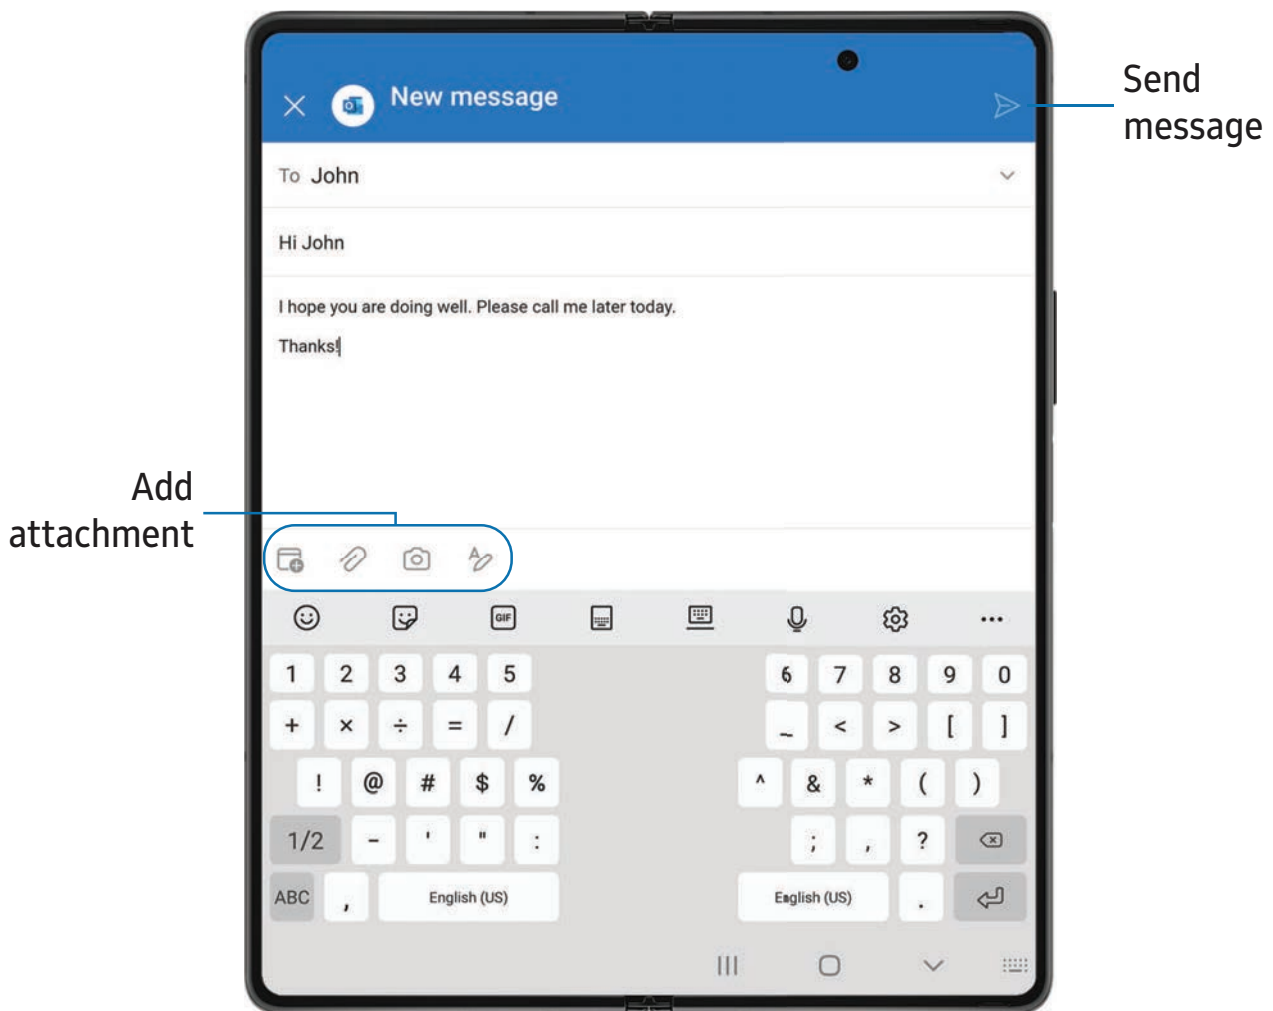 New message
Send
message
To John
Hi John
I hope you are doing well. Please call me later today.
Thanks!
Add
attachment
GIF
1 2 3 4 5 6 7 8 9 0
+ × ÷ = / _ < > [ ]
! @ # $ % ^ & * ( )
1/2 - ' " : ; , ?
ABC , English (US) English (US) .